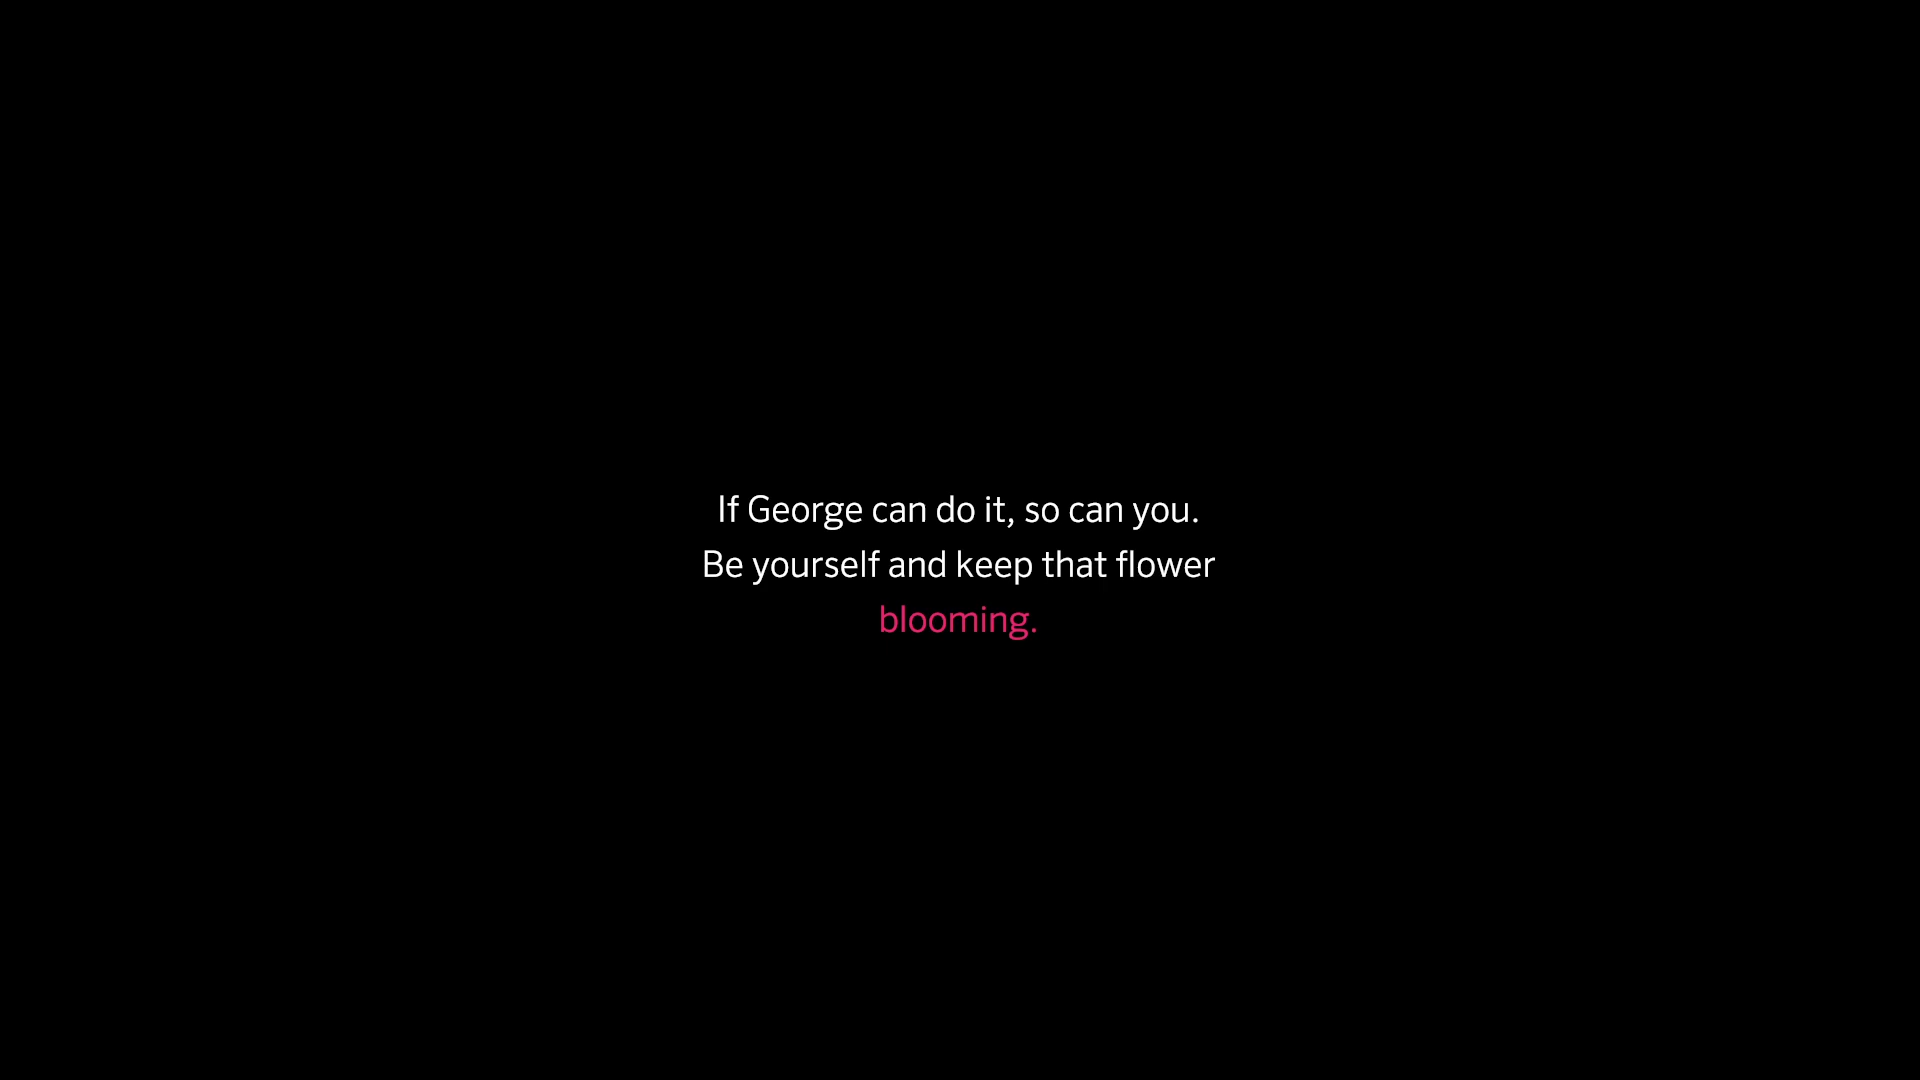 If George can do it, so can you.
Be yourself and keep that flower
blooming.